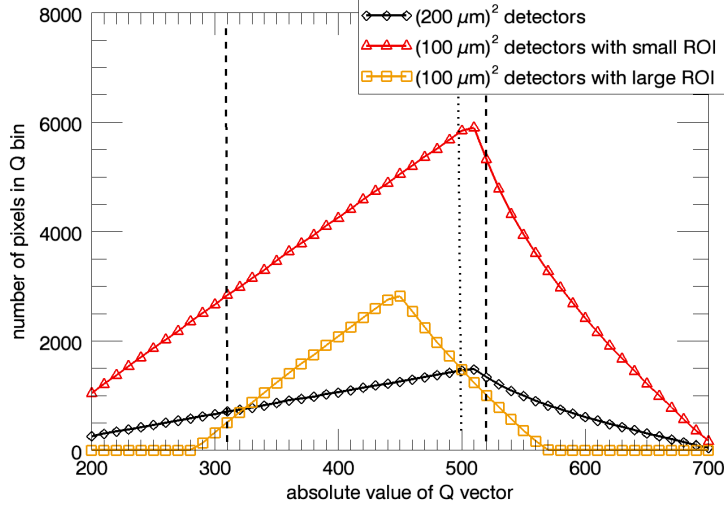 8000
6000
4000
2000
0
number of pixels in Q bin
(200 μm)² detectors
(100 μm)² detectors with small ROI
(100 μm)² detectors with large ROI
200 300 400 500 600 700
absolute value of Q vector